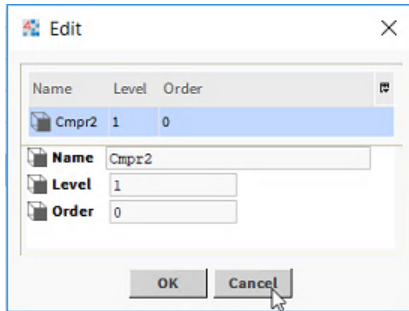 Edit
Name Level Order
Cmpr2 1 0
Name Cmpr2
Level 1
Order 0
OK Cancel